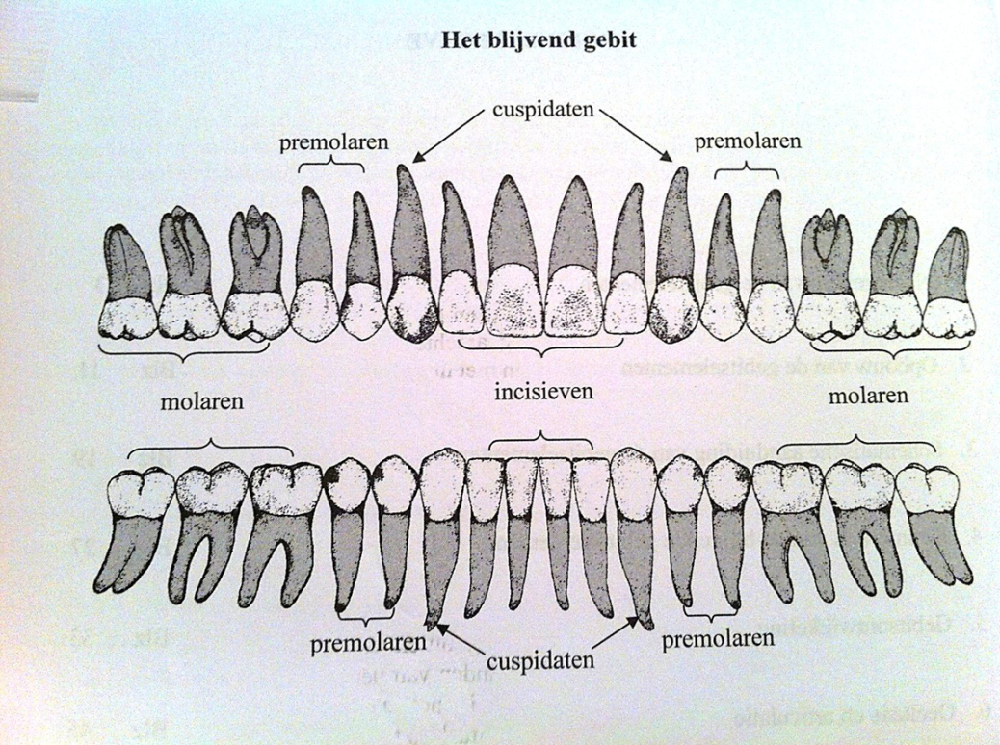 Het blijvend gebit
cuspidaten
premolaren
premolaren
molaren
incisieven
molaren
premolaren
cuspidaten
premolaren